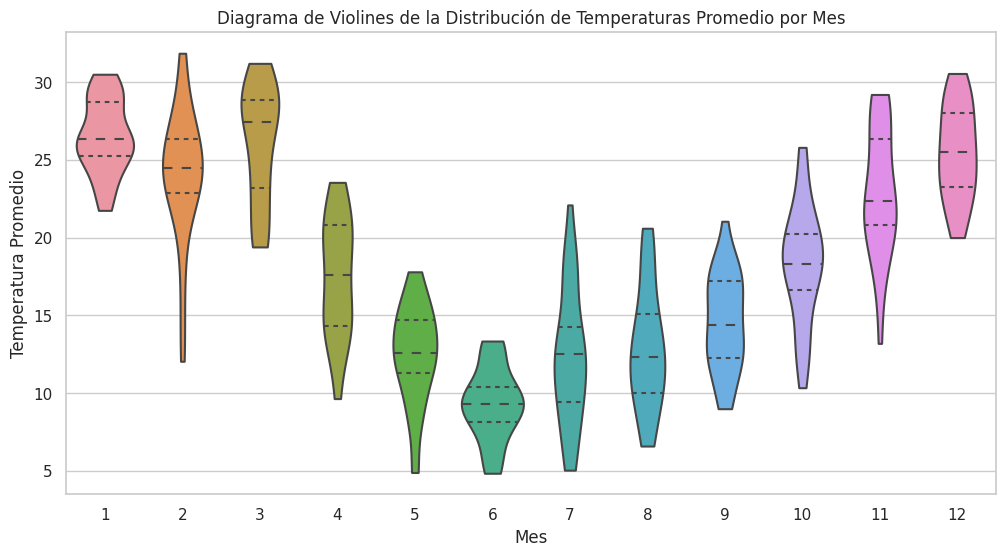 Diagrama de Violines de la Distribución de Temperaturas Promedio por Mes
Temperatura Promedio
30
25
20
15
10
5
1 2 3 4 5 6 7 8 9 10 11 12
Mes